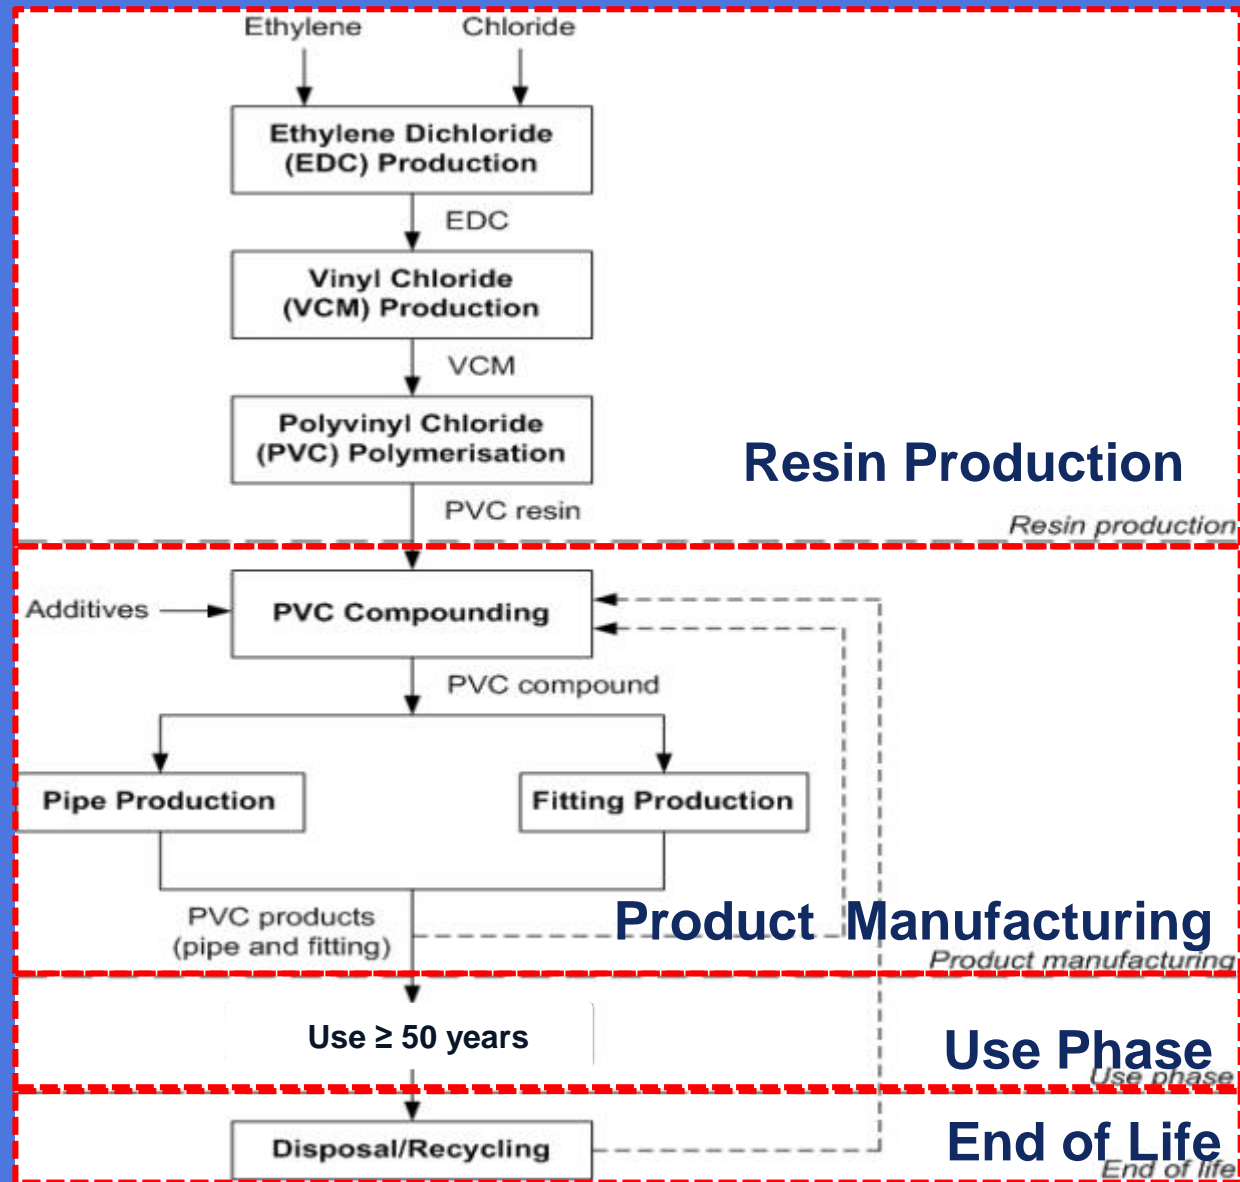 Ethylene
Chloride
Ethylene Dichloride
(EDC) Production
EDC
Vinyl Chloride
(VCM) Production
VCM
Polyvinyl Chloride
(PVC) Polymerisation
Resin Production
PVC resin
Resin production
Additives
PVC Compounding
PVC compound
Pipe Production
Fitting Production
PVC products
(pipe and fitting)
Product Manufacturing
Product manufacturing
Use ≥ 50 years
Use Phase
Use phase
Disposal/Recycling
End of Life
End of life